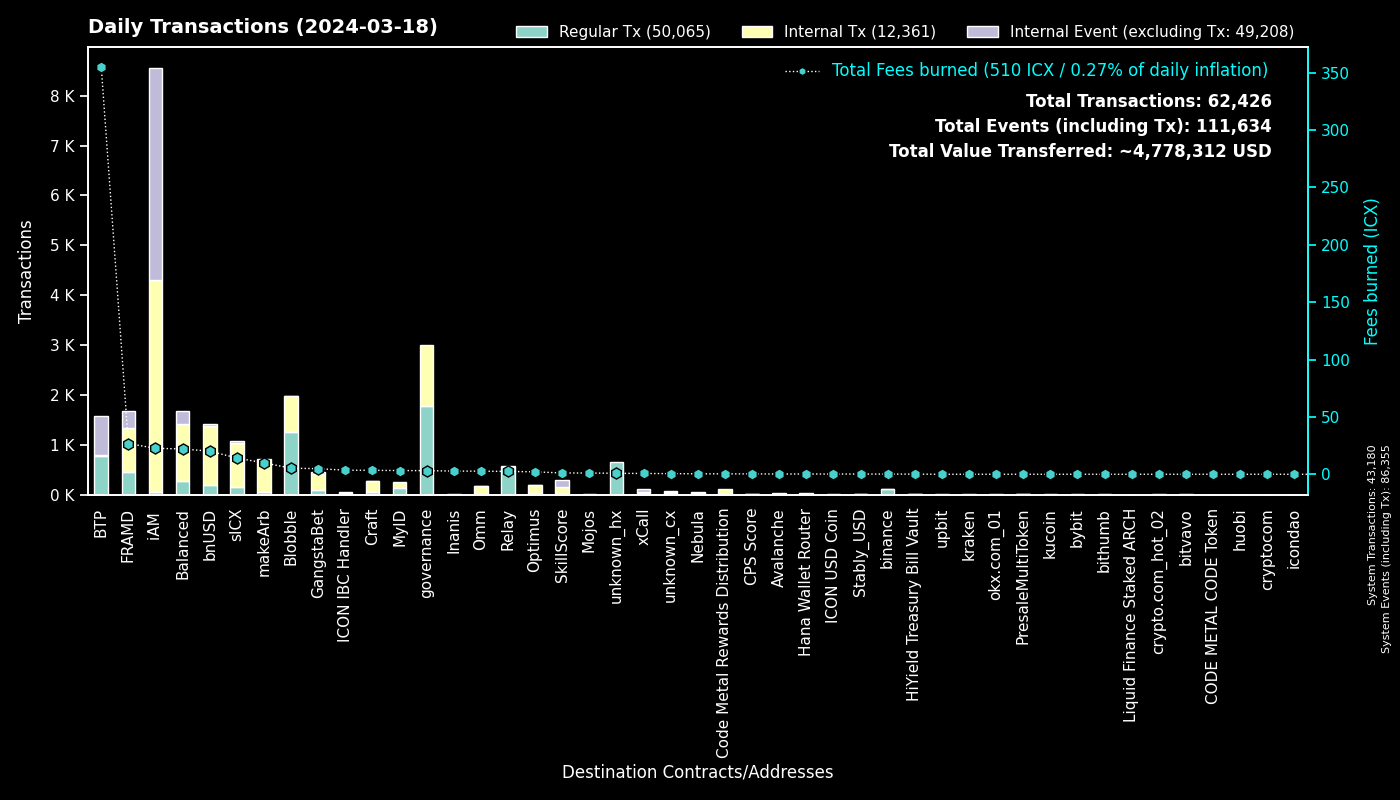 Daily Transactions (2024-03-18)
Regular Tx (50,065)
Internal Tx (12,361)
Internal Event (excluding Tx: 49,208)
Total Fees burned (510 ICX / 0.27% of daily inflation)
Total Transactions: 62,426
Total Events (including Tx): 111,634
Total Value Transferred: ~4,778,312 USD
Transactions
8 K
7 K
6 K
5 K
4 K
3 K
2 K
1 K
0 K
350
300
250
200
150
100
50
0
Fees burned (ICX)
System Transactions: 43,180
System Events (including Tx): 86,355
BTP
FRAMD
iAM
Balanced
bnUSD
sICX
makeArb
Blobble
GangstaBet
ICON IBC Handler
Craft
MyID
governance
Inanis
Omm
Relay
Optimus
SkillScore
Mojos
unknown_hx
xCall
unknown_cx
Nebula
Code Metal Rewards Distribution
CPS Score
Avalanche
Hana Wallet Router
ICON USD Coin
Stably_USD
binance
HiYield Treasury Bill Vault
upbit
kraken
okx.com_01
PresaleMultiToken
kucoin
bybit
bithumb
Liquid Finance Staked ARCH
crypto.com_hot_02
bitvavo
CODE METAL CODE Token
huobi
cryptocom
icondao
Destination Contracts/Addresses